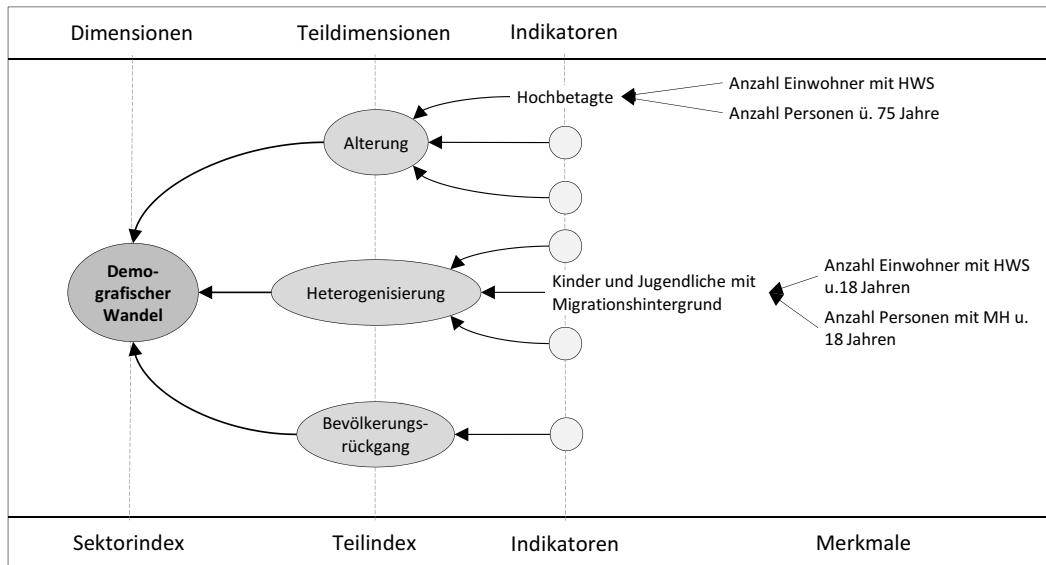 Dimensionen
Teildimensionen
Indikatoren
Hochbetagte
Anzahl Einwohner mit HWS
Anzahl Personen ü. 75 Jahre
Alterung
Demo-
grafischer
Wandel
Heterogenisierung
Kinder und Jugendliche mit
Migrationshintergrund
Anzahl Einwohner mit HWS
u.18 Jahren
Anzahl Personen mit MH u.
18 Jahren
Bevölkerungs-
rückgang
Sektorindex
Teilindex
Indikatoren
Merkmale